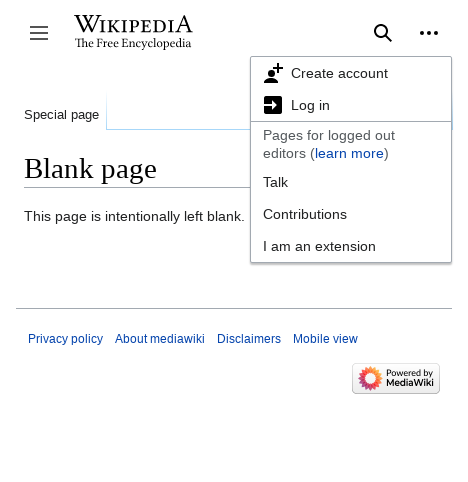 WIKIPEDIA
The Free Encyclopedia
Create account
Log in
Pages for logged out
editors (learn more)
Talk
Contributions
I am an extension
Special page
Blank page
This page is intentionally left blank.
Privacy policy About mediawiki Disclaimers Mobile view
Powered by
MediaWiki